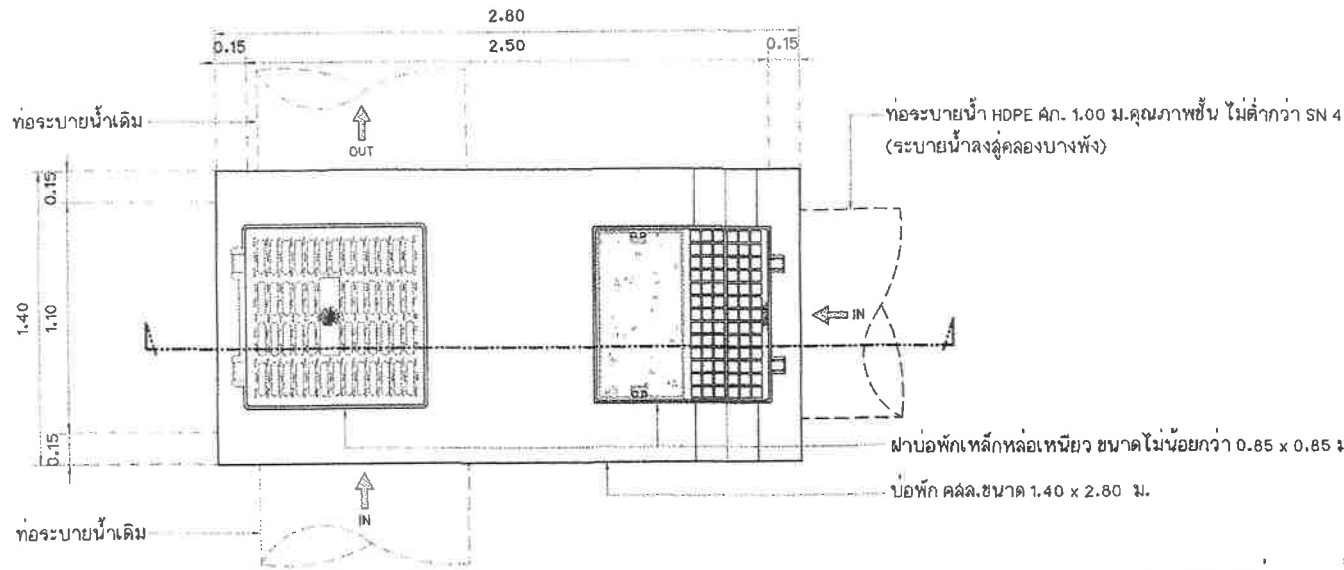 2.80
0.15 2.50 0.15
ท่อระบายน้ำเดิม
OUT
ท่อระบายน้ำ HDPE ศก. 1.00 ม.คุณภาพชั้น ไม่ต่ำกว่า SN 4
(ระบายน้ำลงสู่คลองบางพัง)
0.15
1.40
1.10
0.15
IN
ฝาบ่อพักเหล็กหล่อเหนียว ขนาดไม่น้อยกว่า 0.85 x 0.85 ม
บ่อพัก คสล.ขนาด 1.40 x 2.80 ม.
IN
ท่อระบายน้ำเดิม